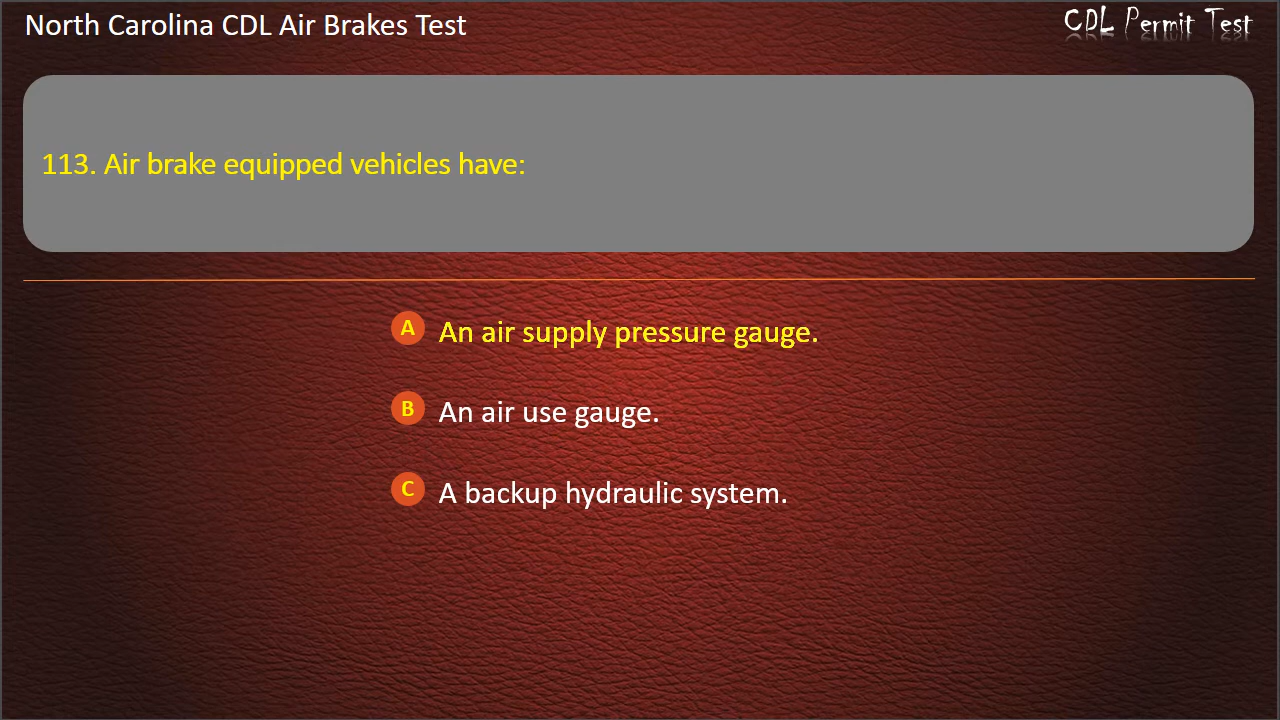 North Carolina CDL Air Brakes Test
CDL Permit Test
113. Air brake equipped vehicles have:
A An air supply pressure gauge.
B An air use gauge.
C A backup hydraulic system.